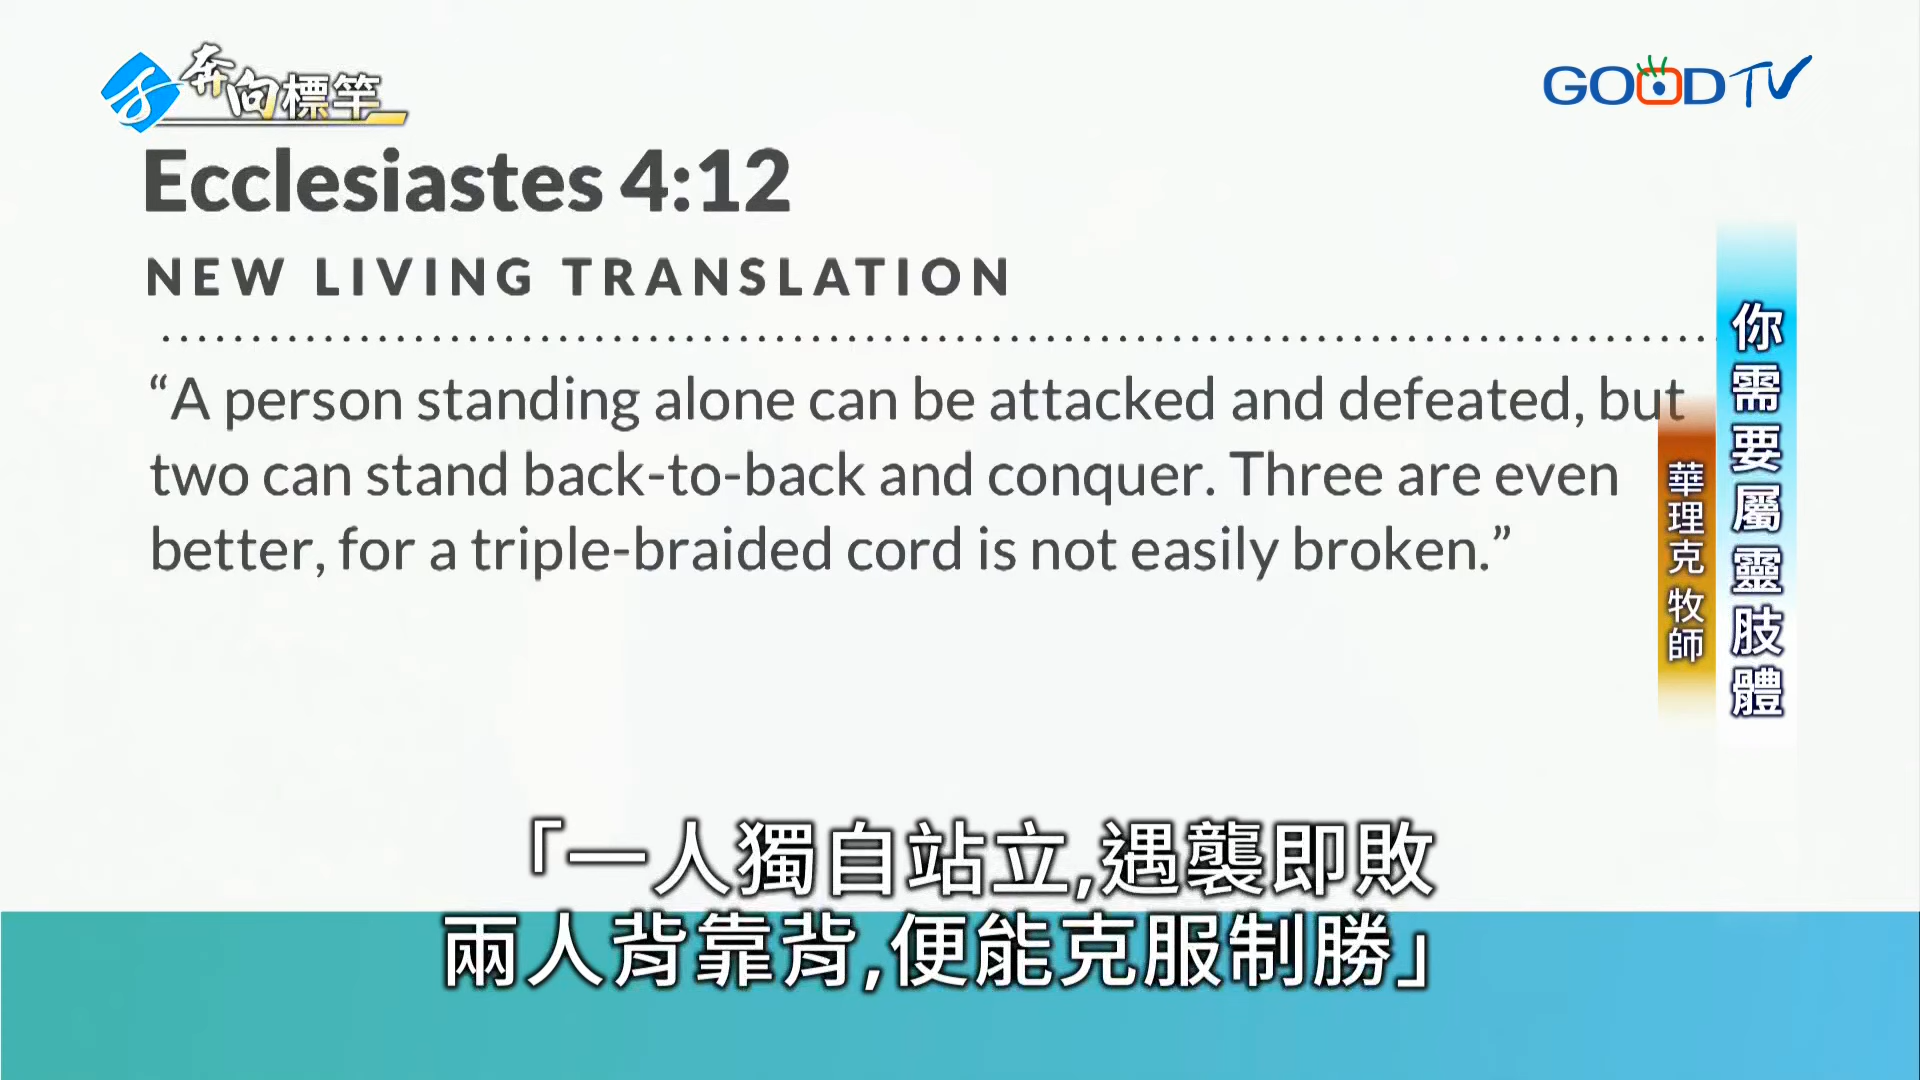 奔向標竿
GOODTV
Ecclesiastes 4:12
NEW LIVING TRANSLATION
“A person standing alone can be attacked and defeated, but
two can stand back-to-back and conquer. Three are even
better, for a triple-braided cord is not easily broken.”
你需要屬靈肢體
華理克 牧師
「一人獨自站立,遇襲即敗
兩人背靠背,便能克服制勝」